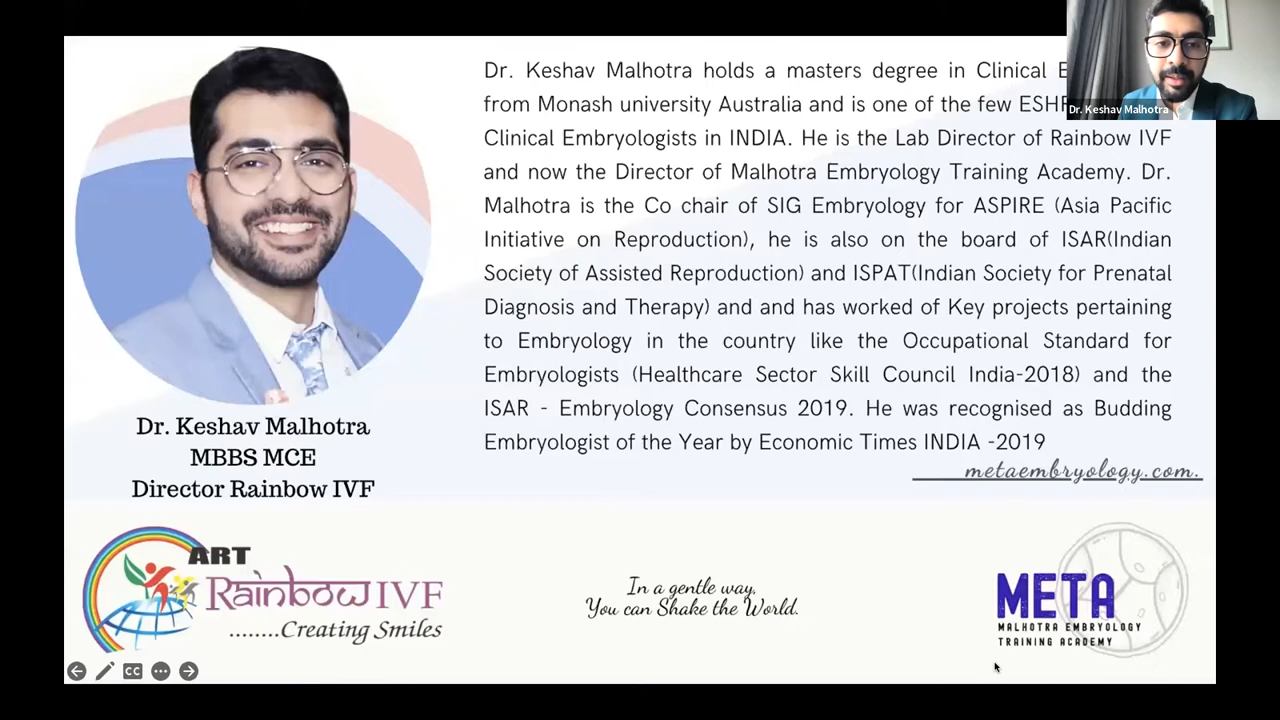 Dr. Keshav Malhotra holds a masters degree in Clinical
from Monash university Australia and is one of the few
Clinical Embryologists in INDIA. He is the Lab Director of Rainbow IVF
and now the Director of Malhotra Embryology Training Academy. Dr.
Malhotra is the Co chair of SIG Embryology for ASPIRE (Asia Pacific
Initiative on Reproduction), he is also on the board of ISAR(Indian
Society of Assisted Reproduction) and ISPAT(Indian Society for Prenatal
Diagnosis and Therapy) and and has worked of Key projects pertaining
to Embryology in the country like the Occupational Standard for
Embryologists (Healthcare Sector Skill Council India-2018) and the
ISAR - Embryology Consensus 2019. He was recognised as Budding
Embryologist of the Year by Economic Times INDIA -2019
metaembryology.com.
Dr. Keshav Malhotra
Dr. Keshav Malhotra
MBBS MCE
Director Rainbow IVF
ART
Rainbow IVF
........Creating Smiles
In a gentle way,
You can Shake the World.
META
MALHOTRA EMBRYOLOGY
TRAINING ACADEMY
CC